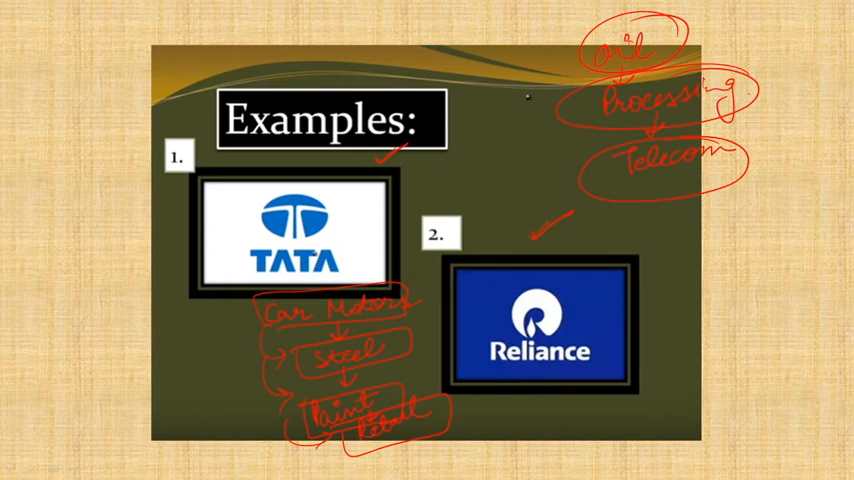 oil
Processing
Telecom
Examples:
1.
TATA
2.
Reliance
Car Motors
Steel
Paint
Retail